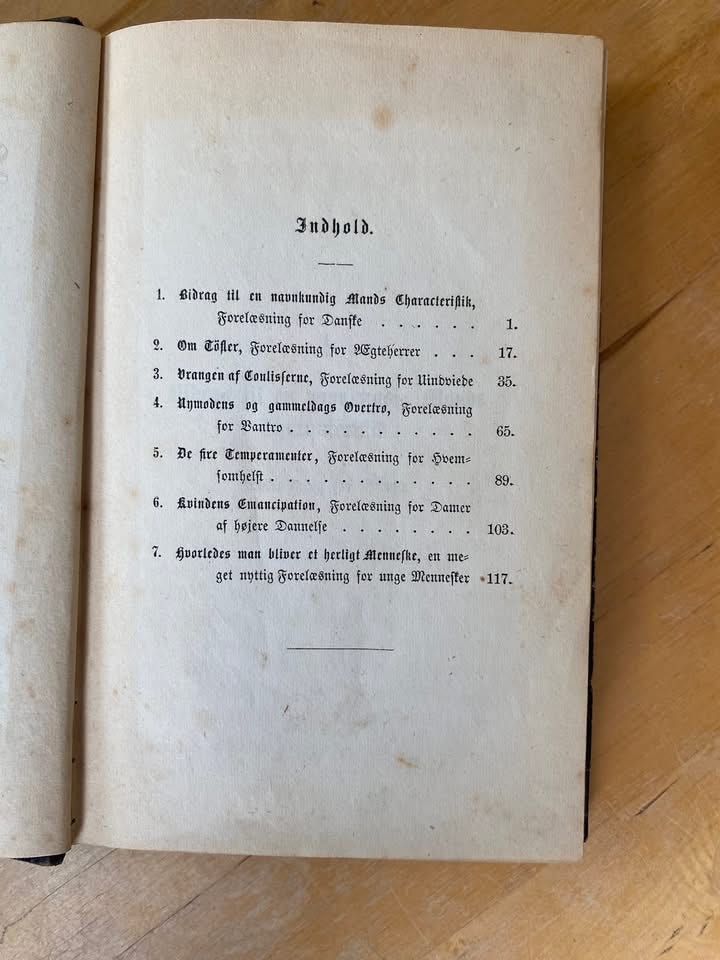 Indhold.
1. Bidrag til en navnkundig Mands Characteristik,
Forelæsning for Danske . . . . . . 1.
2. Om Töfler, Forelæsning for Ægteherrer . . . 17.
3. Vrangen af Coulisserne, Forelæsning for Uindviede 35.
4. Nymodens og gammeldags Overtro, Forelæsning
for Vantro . . . . . . . . . . . 65.
5. De fire Temperamenter, Forelæsning for Hvem-
somhelst . . . . . . . . . . . . 89.
6. Kvindens Emancipation, Forelæsning for Damer
af højere Dannelse . . . . . . . . 103.
7. Hvorledes man bliver et herligt Menneske, en me-
get nyttig Forelæsning for unge Mennesker 117.